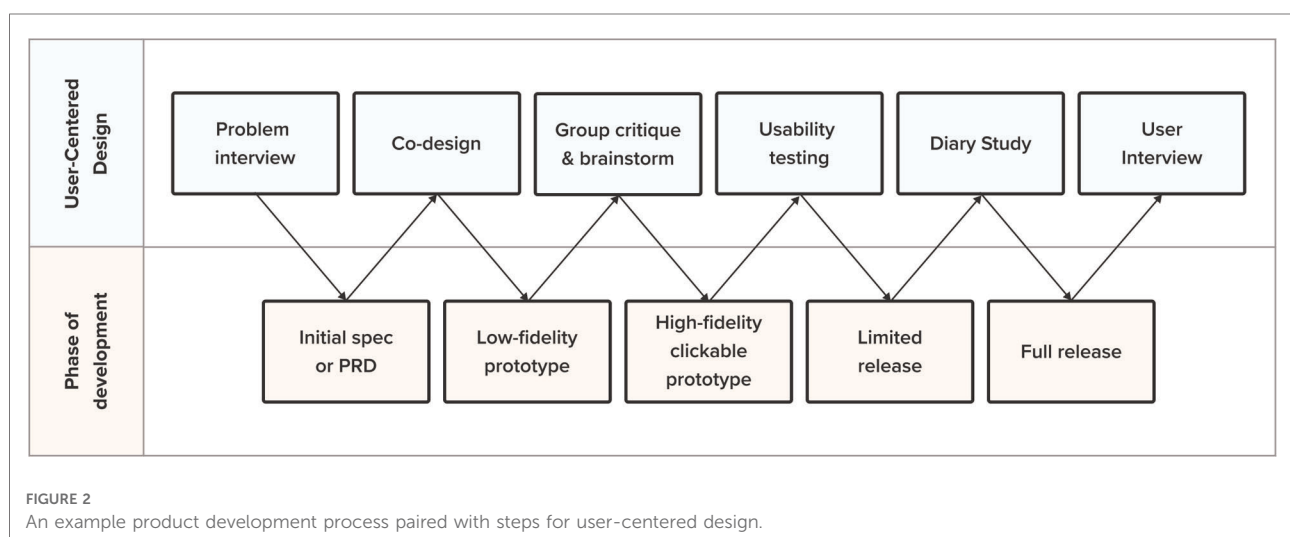 User-Centered
Design
Problem
interview
Co-design
Group critique
& brainstorm
Usability
testing
Diary Study
User
Interview
Phase of
development
Initial spec
or PRD
Low-fidelity
prototype
High-fidelity
clickable
prototype
Limited
release
Full release
FIGURE 2
An example product development process paired with steps for user-centered design.